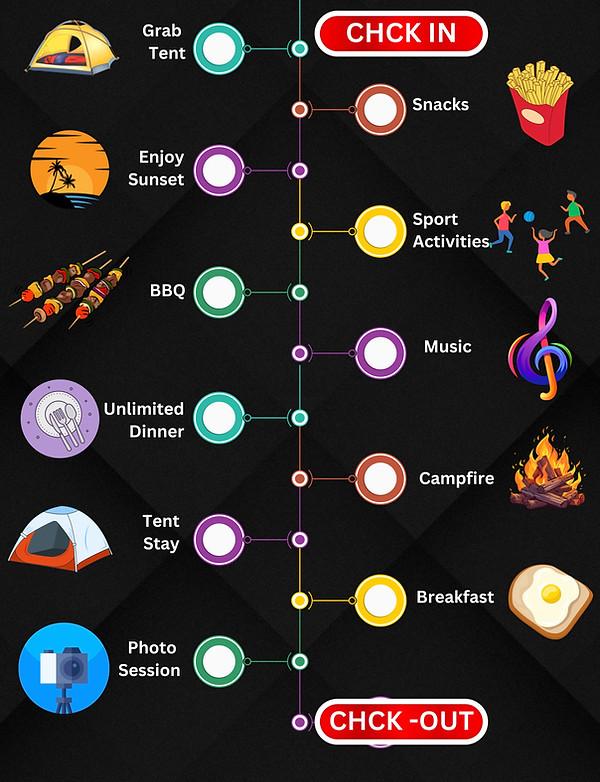 CHCK IN
Grab
Tent
Snacks
Enjoy
Sunset
Sport
Activities
BBQ
Music
Unlimited
Dinner
Campfire
Tent
Stay
Breakfast
Photo
Session
CHCK -OUT